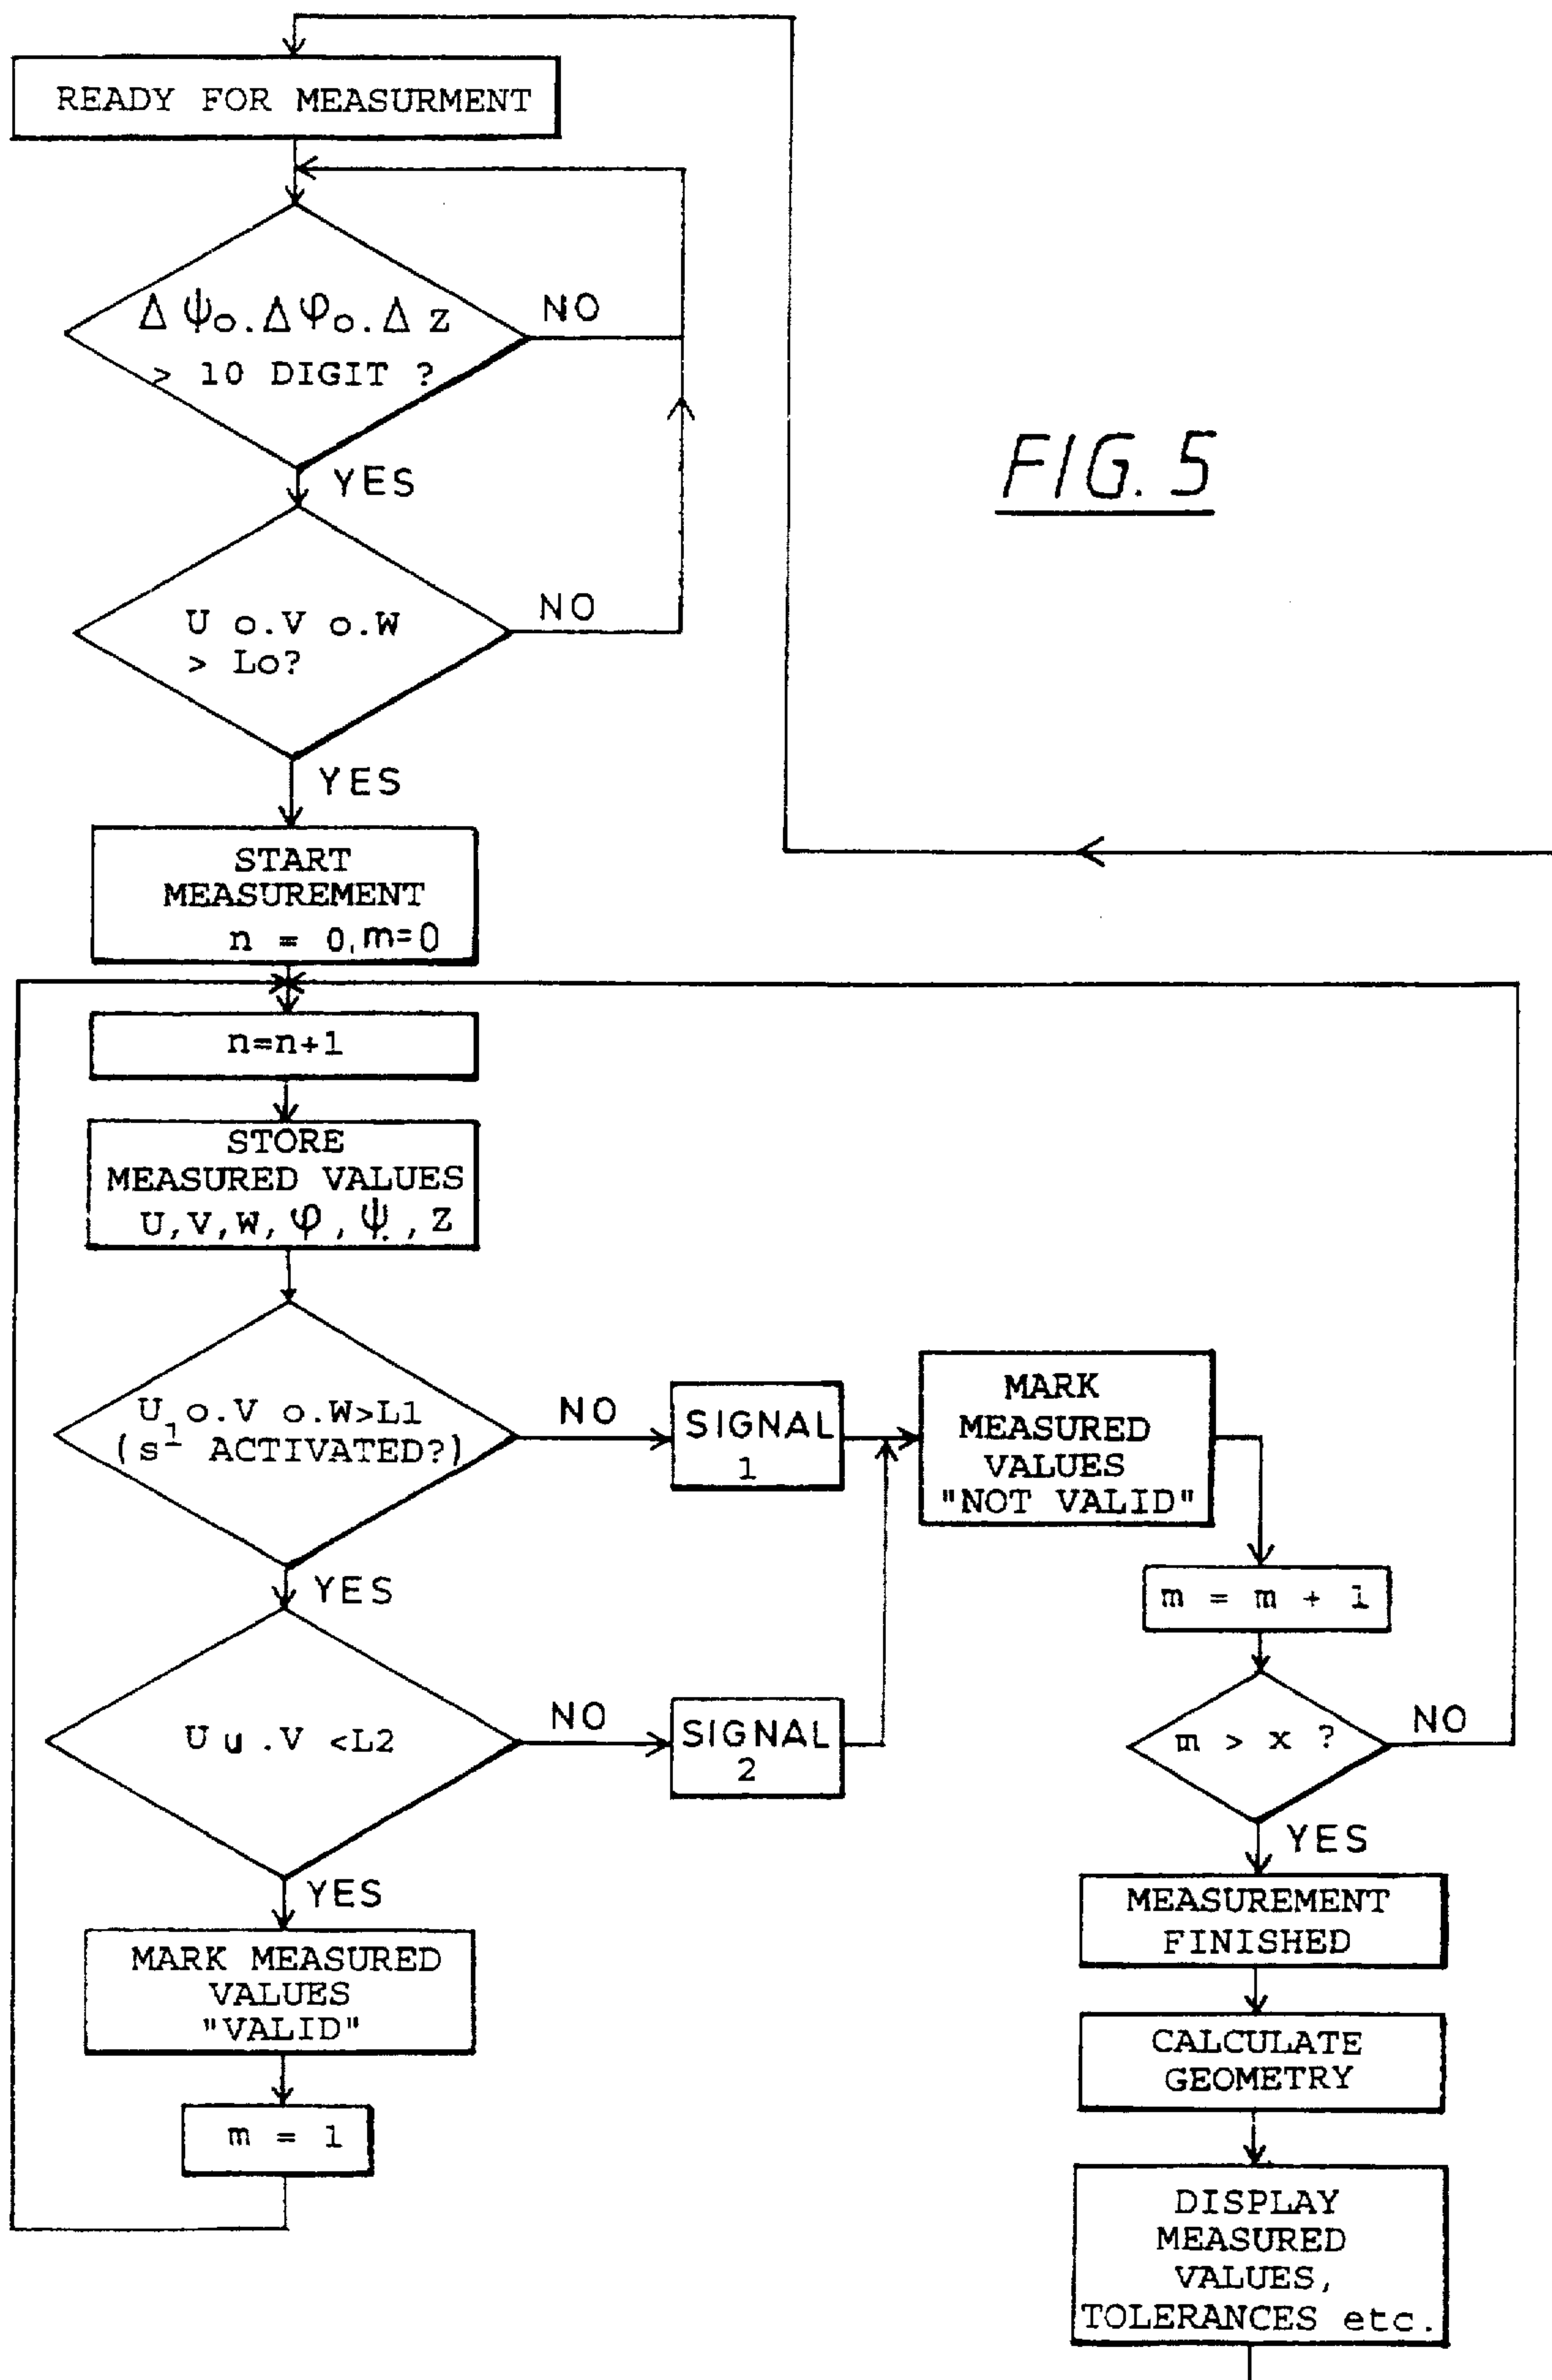 READY FOR MEASURMENT
Δ ψo.Δ φo.Δ z
> 10 DIGIT ?
NO
YES
FIG. 5
U o.V o.W
> Lo?
NO
YES
START
MEASUREMENT
n = 0,m=0
n=n+1
STORE
MEASURED VALUES
U,V,W,φ,ψ,z
U o.V o.W>L1
(s1 ACTIVATED?)
NO
SIGNAL
1
MARK
MEASURED
VALUES
"NOT VALID"
YES
m = m + 1
U u .V <L2
NO
SIGNAL
2
m > x ?
NO
YES
YES
MARK MEASURED
VALUES
"VALID"
MEASUREMENT
FINISHED
m = 1
CALCULATE
GEOMETRY
DISPLAY
MEASURED
VALUES,
TOLERANCES etc.